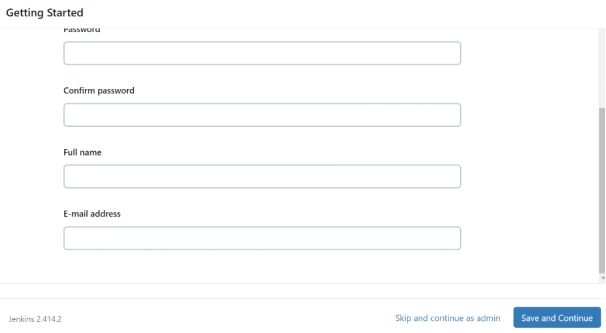 Getting Started
Password
Confirm password
Full name
E-mail address
Jenkins 2.414.2
Skip and continue as admin
Save and Continue